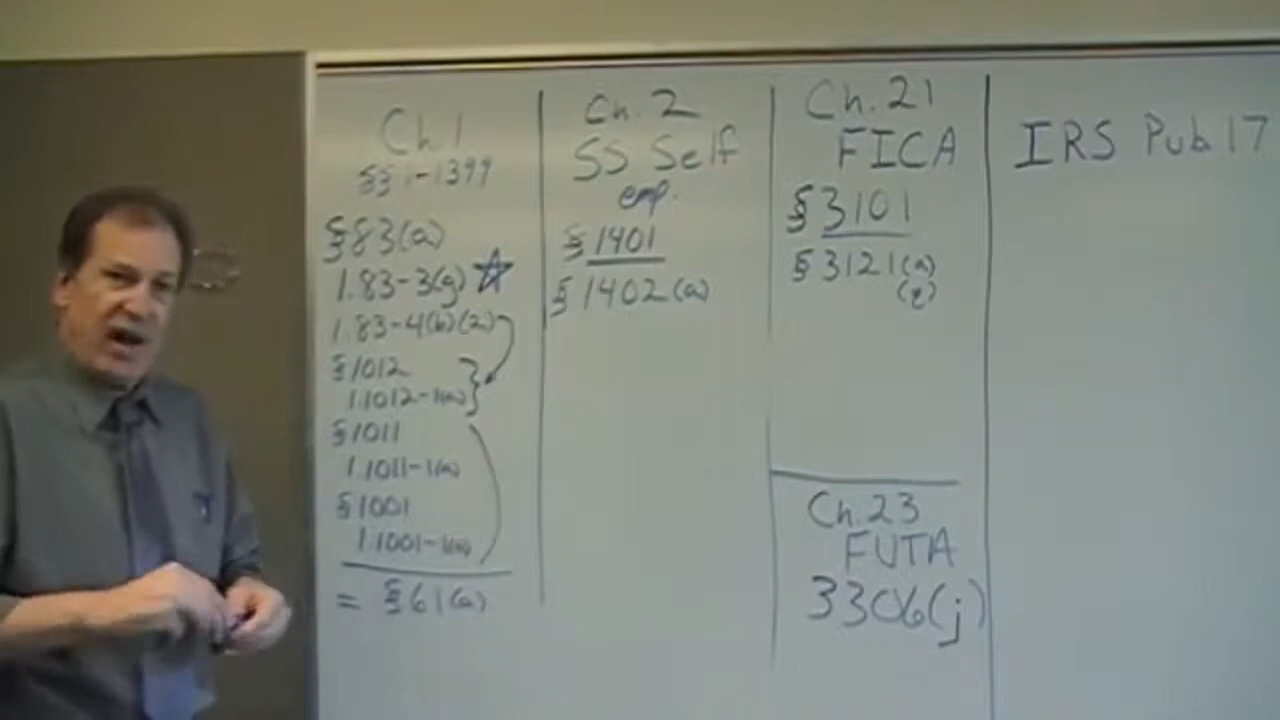 Ch.1
§§ 1-1399
§83(a)
1.83-3(g)
1.83-4(b)(2)
§1012
1.1012-1(a)
§1011
1.1011-1(a)
§1001
1.1001-1(a)
= §61(a)
Ch. 2
SS Self
emp.
§1401
§1402(a)
Ch. 21
FICA
§3101
§3121(a)
Ch. 23
FUTA
3306(j)
IRS Pub. 17